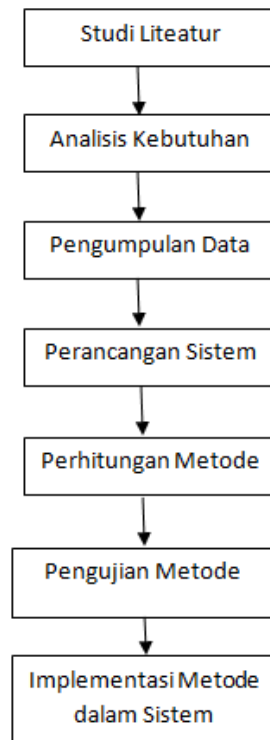 Studi Liteatur
Analisis Kebutuhan
Pengumpulan Data
Perancangan Sistem
Perhitungan Metode
Pengujian Metode
Implementasi Metode
dalam Sistem